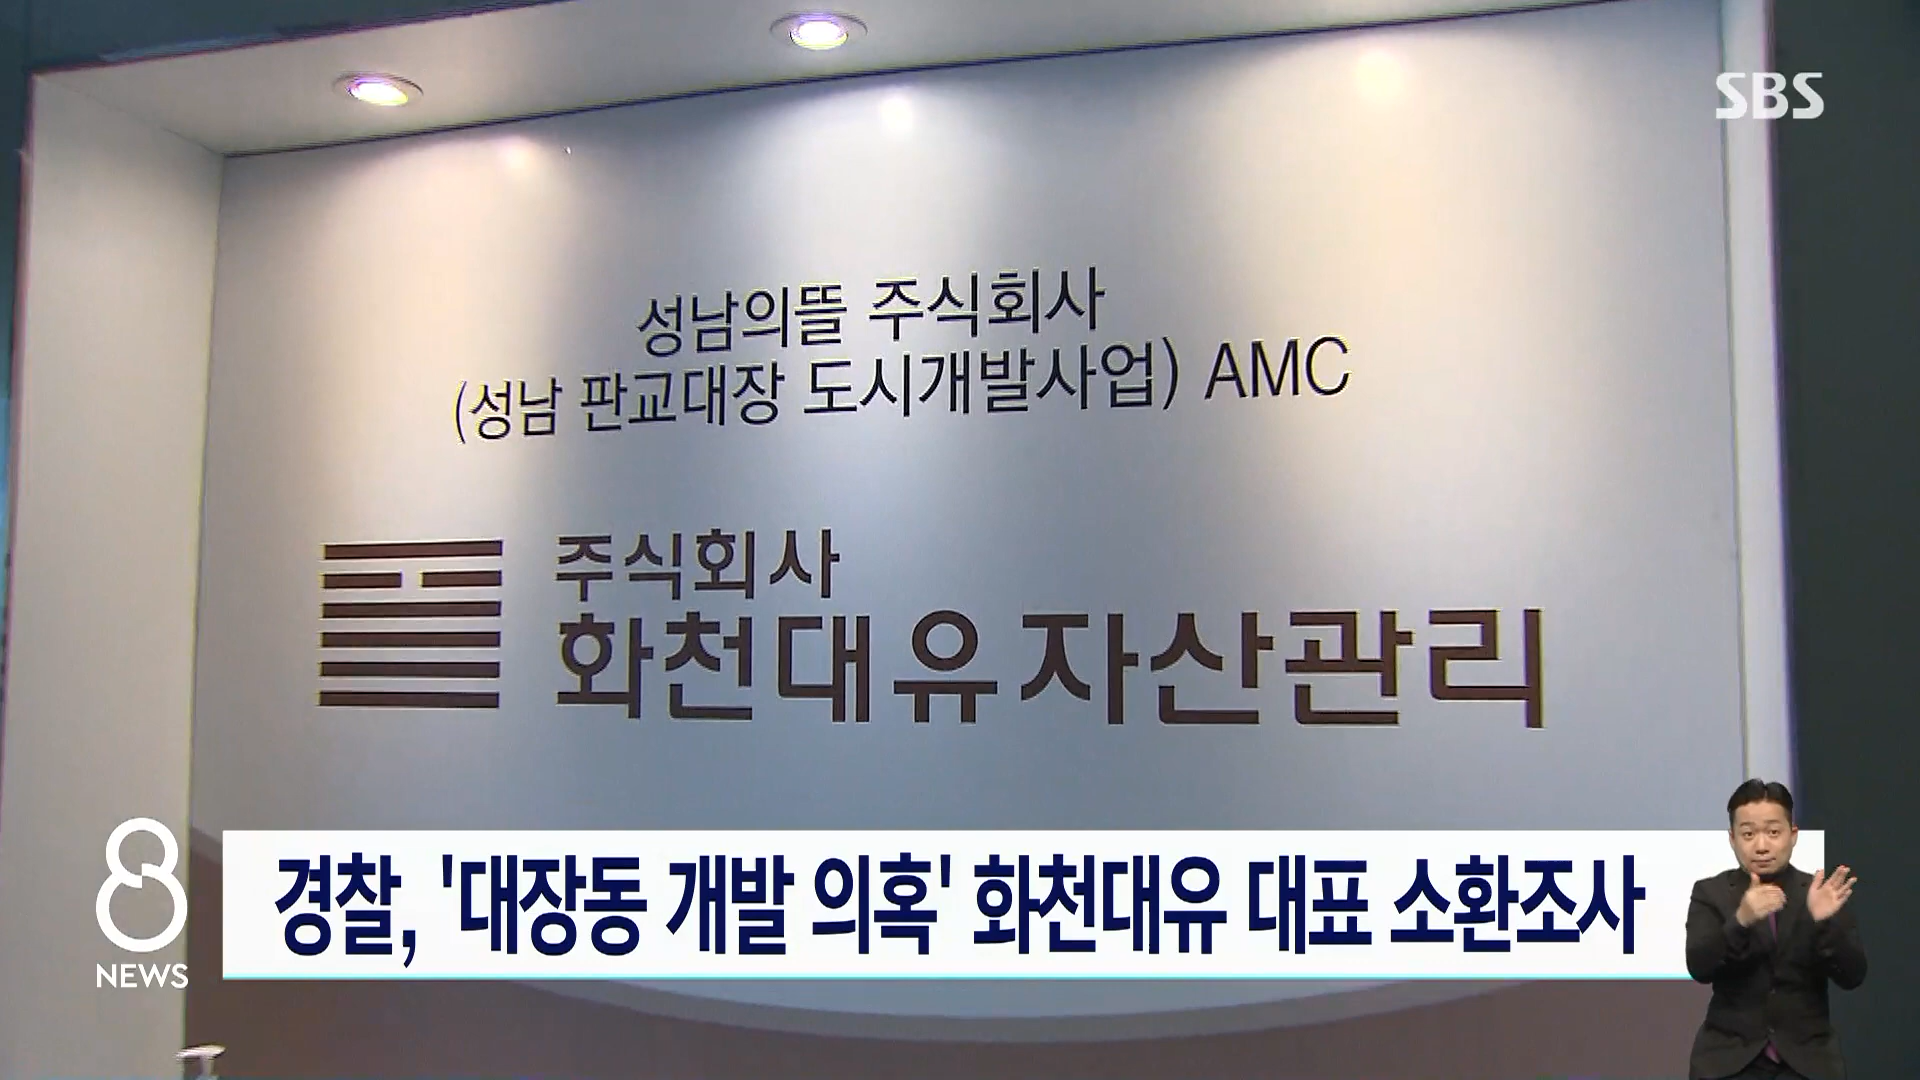 SBS
성남의뜰 주식회사
(성남 판교대장 도시개발사업) AMC
주식회사
화천대유자산관리
8
NEWS
경찰, '대장동 개발 의혹' 화천대유 대표 소환조사